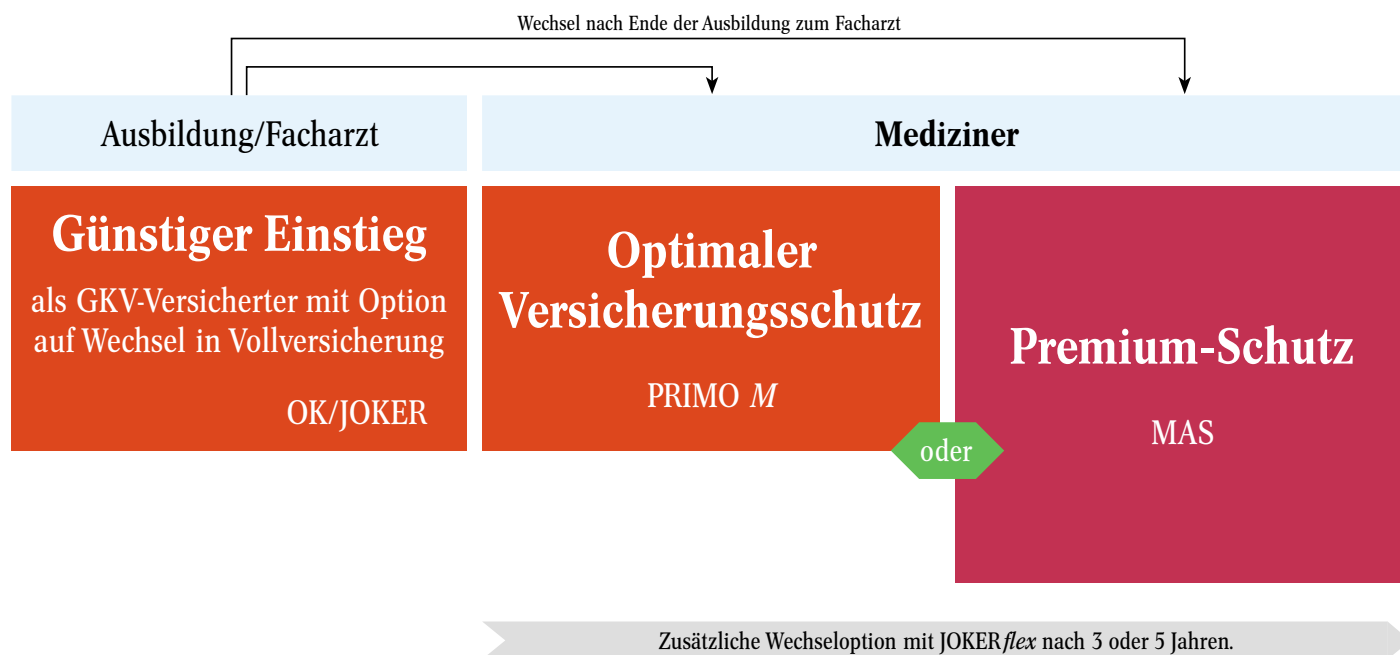 Wechsel nach Ende der Ausbildung zum Facharzt
Ausbildung/Facharzt
Mediziner
Günstiger Einstieg
als GKV-Versicherter mit Option
auf Wechsel in Vollversicherung
OK/JOKER
Optimaler
Versicherungsschutz
PRIMO M
oder
Premium-Schutz
MAS
Zusätzliche Wechseloption mit JOKERflex nach 3 oder 5 Jahren.